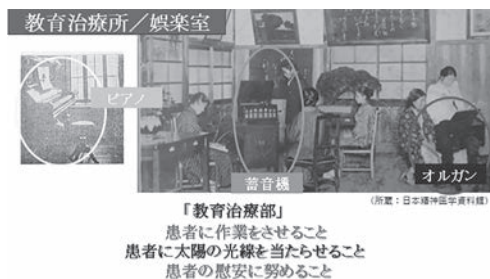 教育治療所/娯楽室
ピアノ
蓄音機
オルガン
(所蔵:日本精神医学資料館)
「教育治療部」
患者に作業をさせること
患者に太陽の光線を当たらせること
患者の慰安に努めること